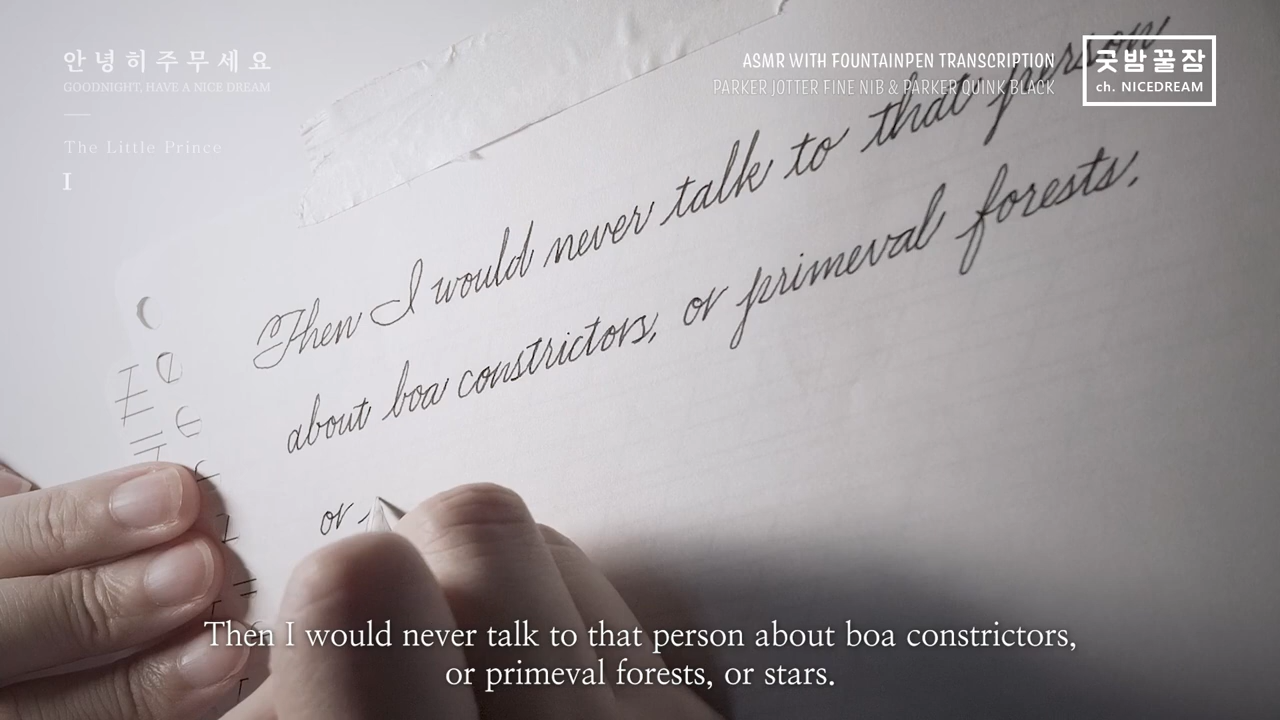 안녕히주무세요
GOODNIGHT, HAVE A NICE DREAM
The Little Prince
I
ASMR WITH FOUNTAINPEN TRANSCRIPTION
PARKER JOTTER FINE NIB & PARKER QUINK BLACK
굿밤꿀잠
ch. NICEDREAM
Then I would never talk to that person
about boa constrictors, or primeval forests,
or
Then I would never talk to that person about boa constrictors,
or primeval forests, or stars.